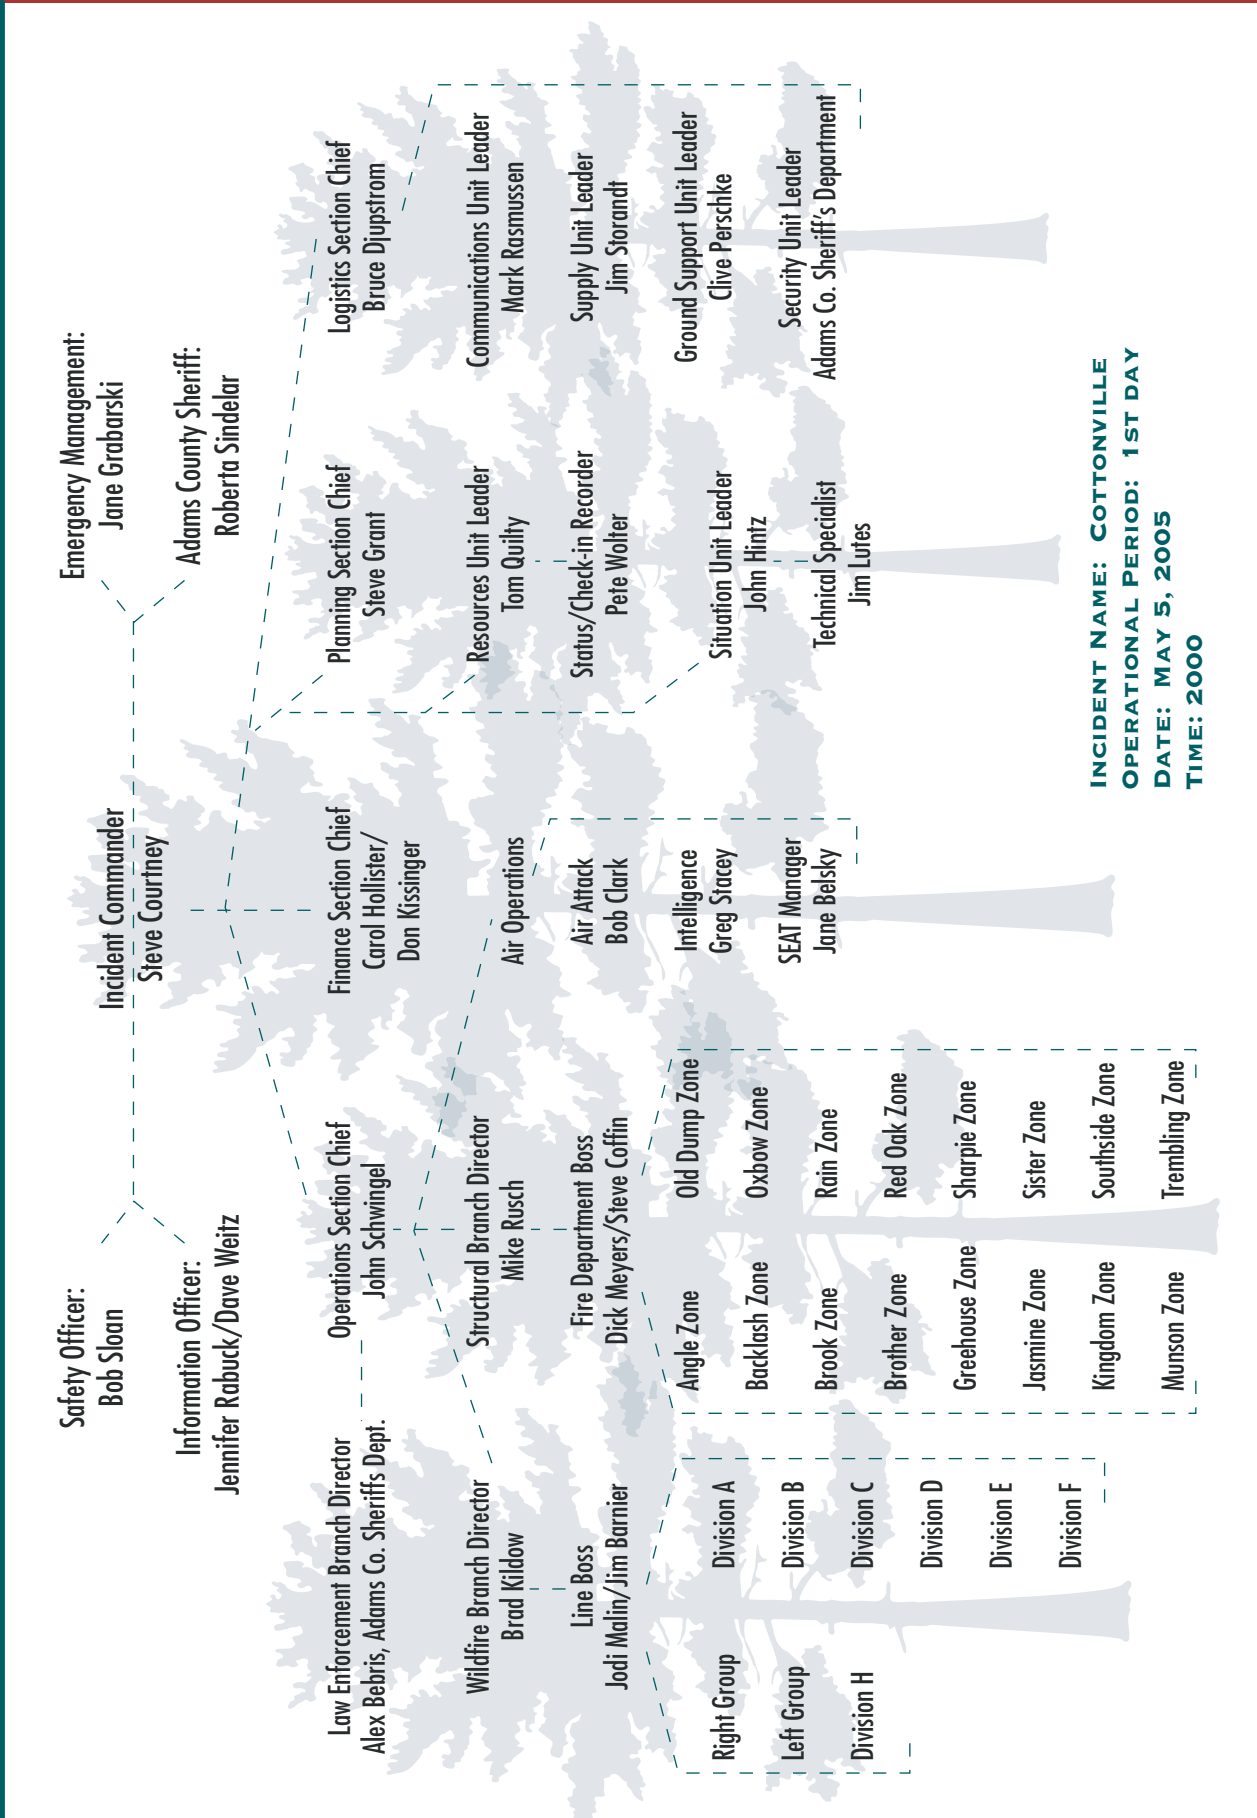 Safety Officer:
Bob Sloan
Information Officer:
Jennifer Rabuck/Dave Weitz
Incident Commander
Steve Courtney
Emergency Management:
Jane Grabarski
Adams County Sheriff:
Roberta Sindelar
Law Enforcement Branch Director
Alex Bebris, Adams Co. Sheriffs Dept.
Operations Section Chief
John Schwingel
Finance Section Chief
Carol Hollister/
Don Kissinger
Planning Section Chief
Steve Grant
Logistics Section Chief
Bruce Djupstrom
Wildfire Branch Director
Brad Kildow
Structural Branch Director
Mike Rusch
Air Operations
Resources Unit Leader
Tom Quilty
Communications Unit Leader
Mark Rasmussen
Line Boss
Jodi Malin/Jim Barnier
Fire Department Boss
Dick Meyers/Steve Coffin
Air Attack
Bob Clark
Status/Check-in Recorder
Pete Wolter
Supply Unit Leader
Jim Storandt
Right Group
Left Group
Division H
Division A
Division B
Division C
Division D
Division E
Division F
Angle Zone
Backlash Zone
Brook Zone
Brother Zone
Greehouse Zone
Jasmine Zone
Kingdom Zone
Munson Zone
Old Dump Zone
Oxbow Zone
Rain Zone
Red Oak Zone
Sharpie Zone
Sister Zone
Southside Zone
Trembling Zone
Intelligence
Greg Stacey
SEAT Manager
Jane Belsky
Situation Unit Leader
John Hintz
Technical Specialist
Jim Lutes
Ground Support Unit Leader
Clive Perschke
Security Unit Leader
Adams Co. Sheriff's Department
INCIDENT NAME: COTTONVILLE
OPERATIONAL PERIOD: 1ST DAY
DATE: MAY 5, 2005
TIME: 2000